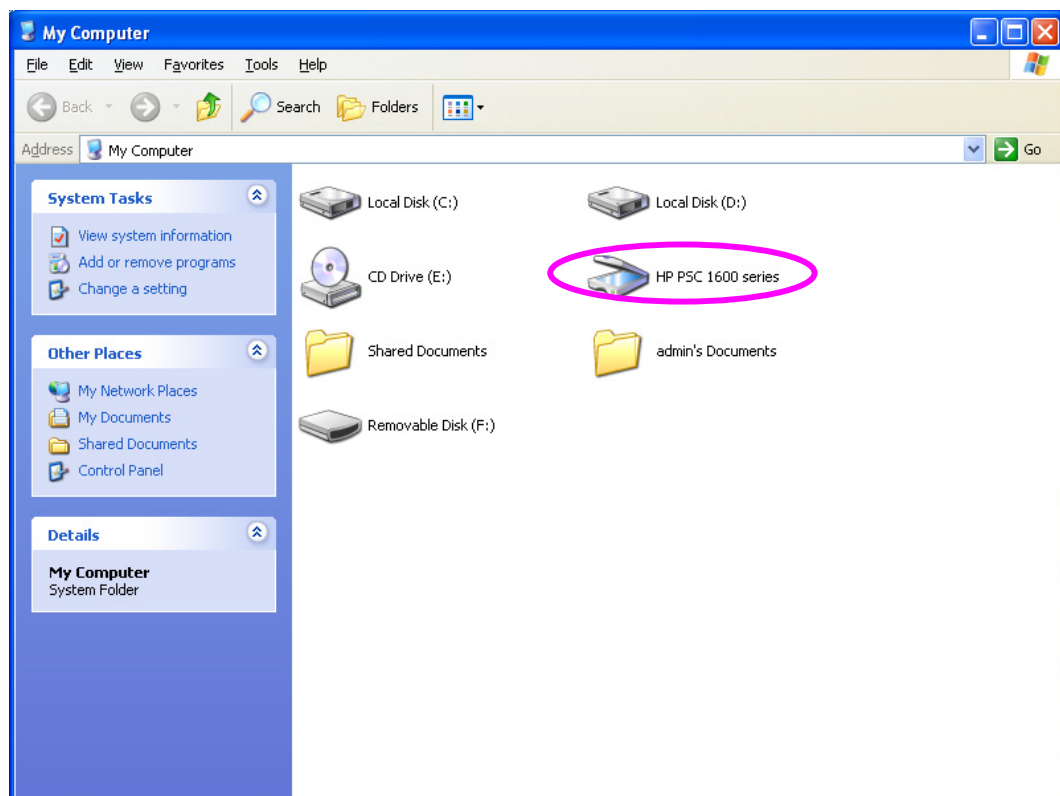 My Computer
File Edit View Favorites Tools Help
Back Search Folders
Address My Computer Go
System Tasks
View system information
Add or remove programs
Change a setting
Other Places
My Network Places
My Documents
Shared Documents
Control Panel
Details
My Computer
System Folder
Local Disk (C:) Local Disk (D:)
CD Drive (E:) HP PSC 1600 series
Shared Documents admin's Documents
Removable Disk (F:)